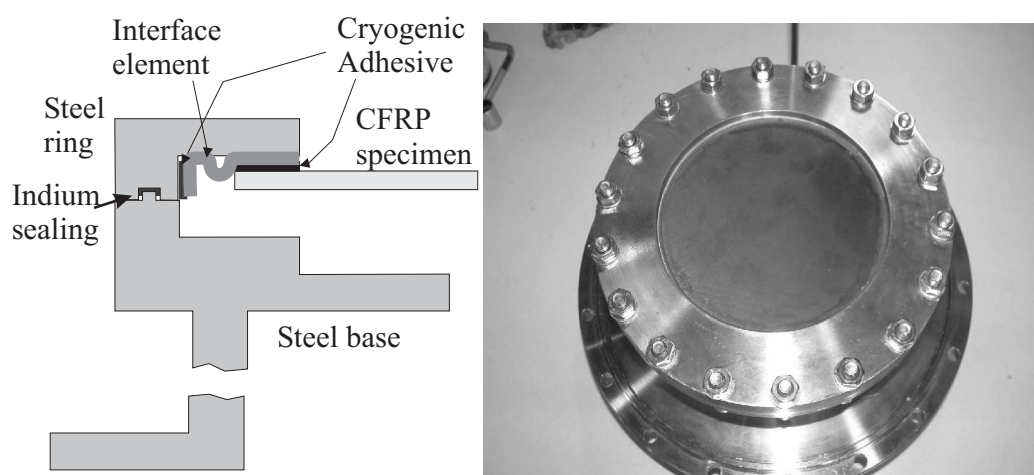 Interface
element
Cryogenic
Adhesive
Steel
ring
CFRP
specimen
Indium
sealing
Steel base